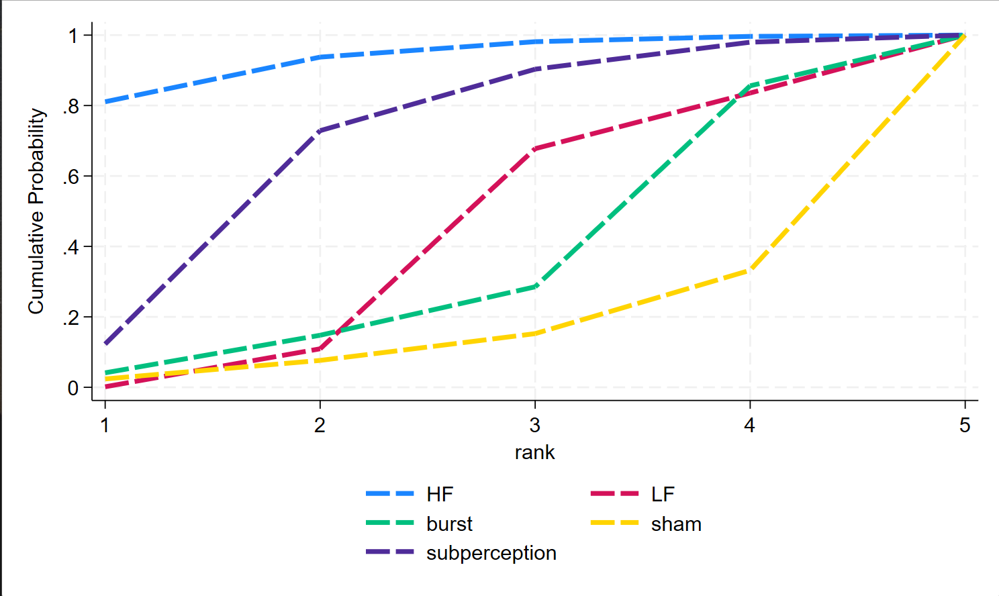 1
.8
.6
.4
.2
0
Cumulative Probability
1 2 3 4 5
rank
HF LF
burst sham
subperception